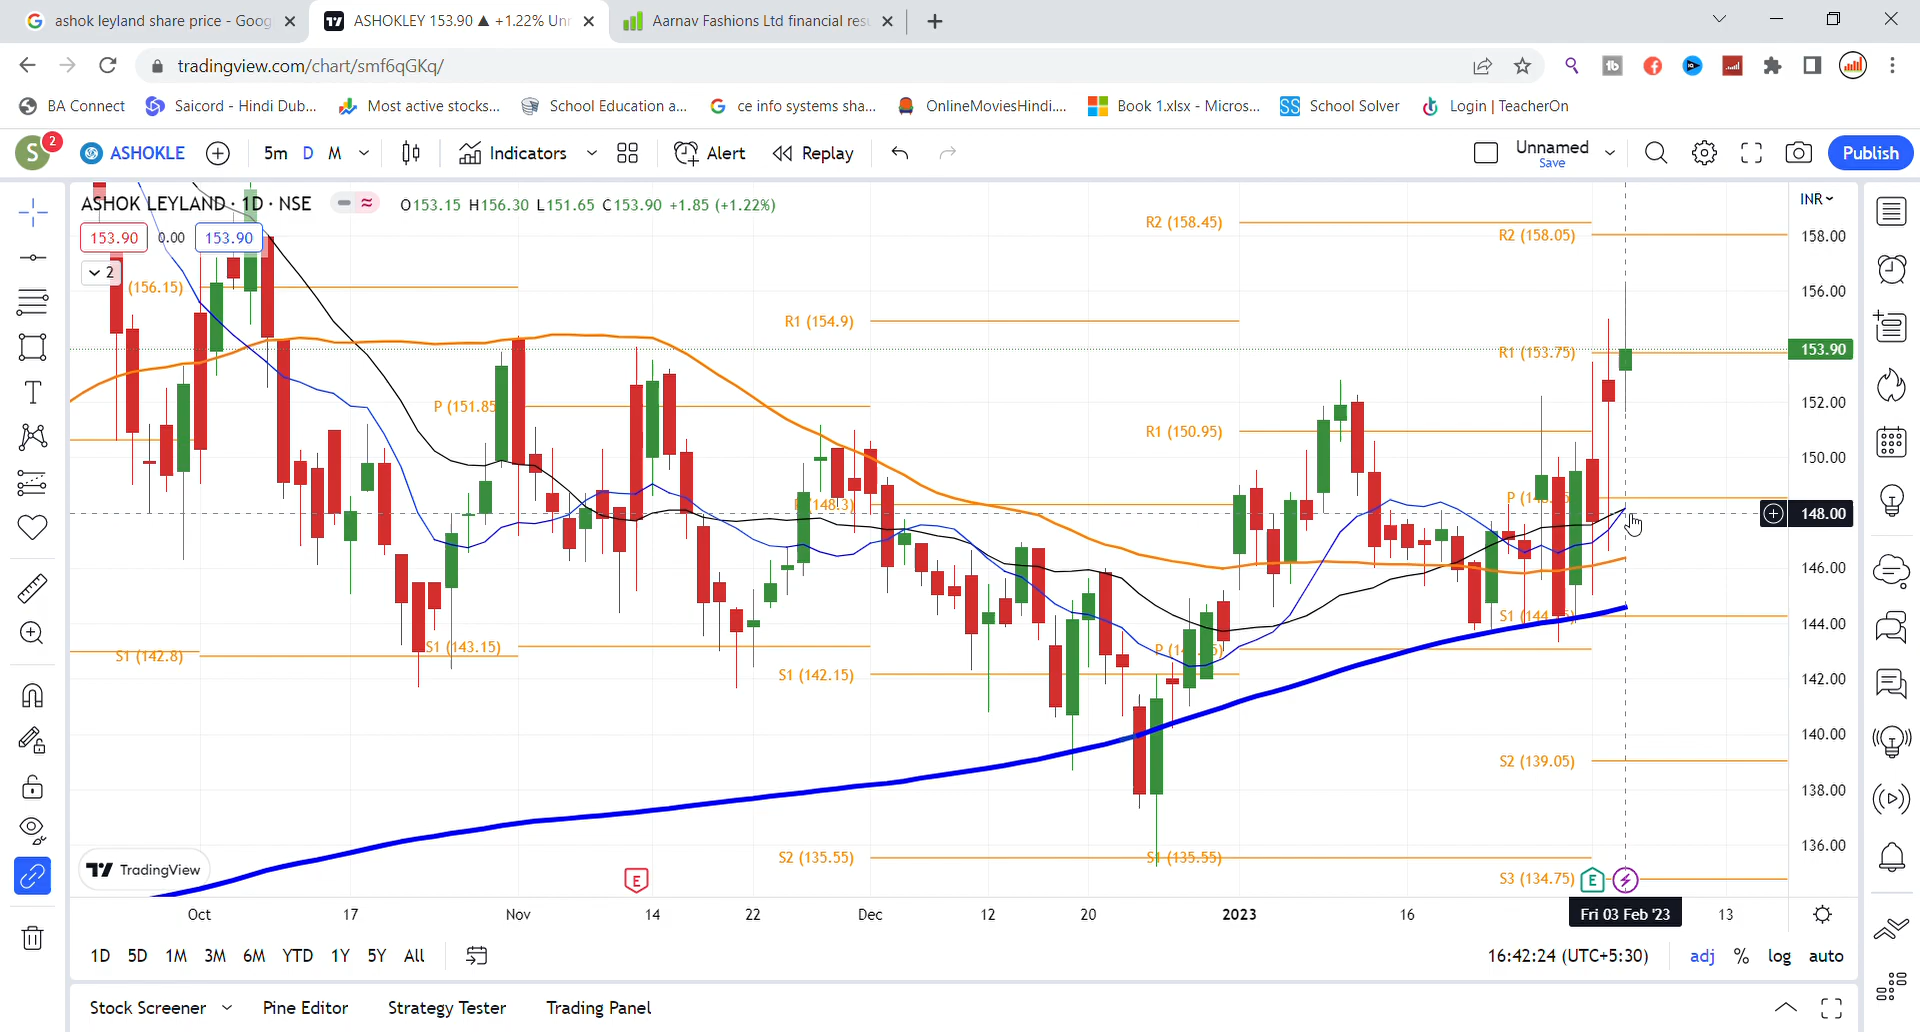 ashok leyland share price - Goog
ASHOKLEY 153.90 ▲ +1.22% Unr
Aarnav Fashions Ltd financial resu
tradingview.com/chart/smf6qGKq/
BA Connect
Saicord - Hindi Dub...
Most active stocks...
School Education a...
ce info systems sha...
OnlineMoviesHindi....
Book 1.xlsx - Micros...
School Solver
Login | TeacherOn
S
2
ASHOKLE
5m
D
M
Indicators
Alert
Replay
Unnamed
Save
Publish
ASHOK LEYLAND · 1D · NSE
O153.15 H156.30 L151.65 C153.90 +1.85 (+1.22%)
INR
153.90
0.00
153.90
2
R2 (158.45)
R2 (158.05)
158.00
(156.15)
156.00
R1 (154.9)
R1 (153.75)
153.90
P (151.85
152.00
R1 (150.95)
150.00
148.00
146.00
144.00
S1 (143.15)
S1 (142.8)
S1 (142.15)
142.00
140.00
S2 (139.05)
138.00
S2 (135.55)
S1 (135.55)
136.00
S3 (134.75)
E
E
TradingView
Oct
17
Nov
14
22
Dec
12
20
2023
16
Fri 03 Feb '23
13
1D
5D
1M
3M
6M
YTD
1Y
5Y
All
16:42:24 (UTC+5:30)
adj
%
log
auto
Stock Screener
Pine Editor
Strategy Tester
Trading Panel